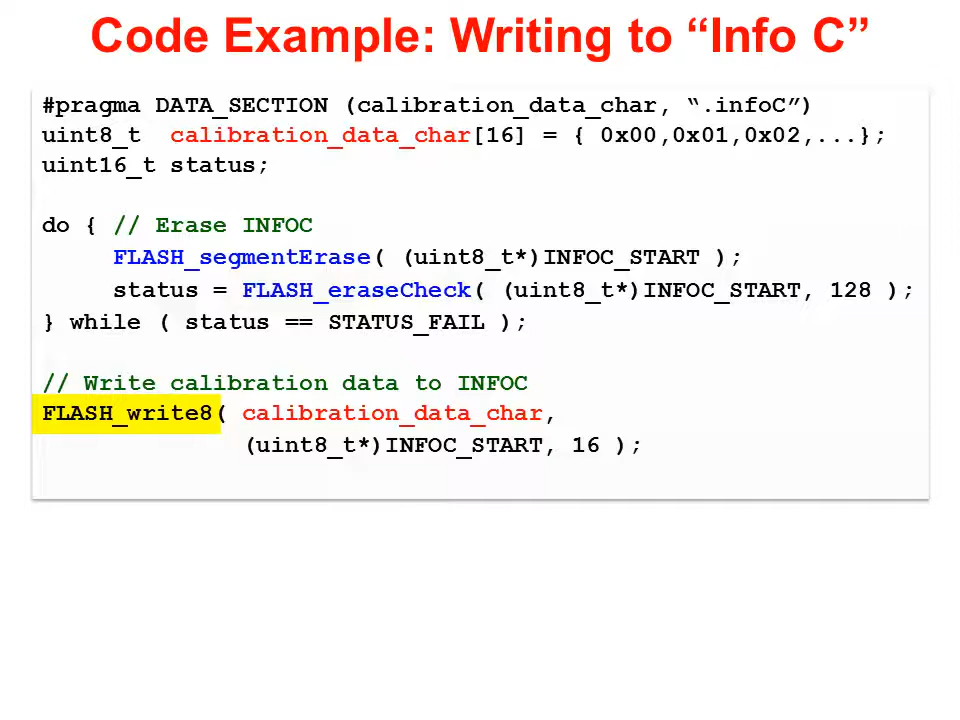 Code Example: Writing to “Info C”
#pragma DATA_SECTION (calibration_data_char, “.infoC”)
uint8_t  calibration_data_char[16] = { 0x00,0x01,0x02,...};
uint16_t status;
do { // Erase INFOC
FLASH_segmentErase( (uint8_t*)INFOC_START );
status = FLASH_eraseCheck( (uint8_t*)INFOC_START, 128 );
} while ( status == STATUS_FAIL );
// Write calibration data to INFOC
FLASH_write8( calibration_data_char,
(uint8_t*)INFOC_START, 16 );